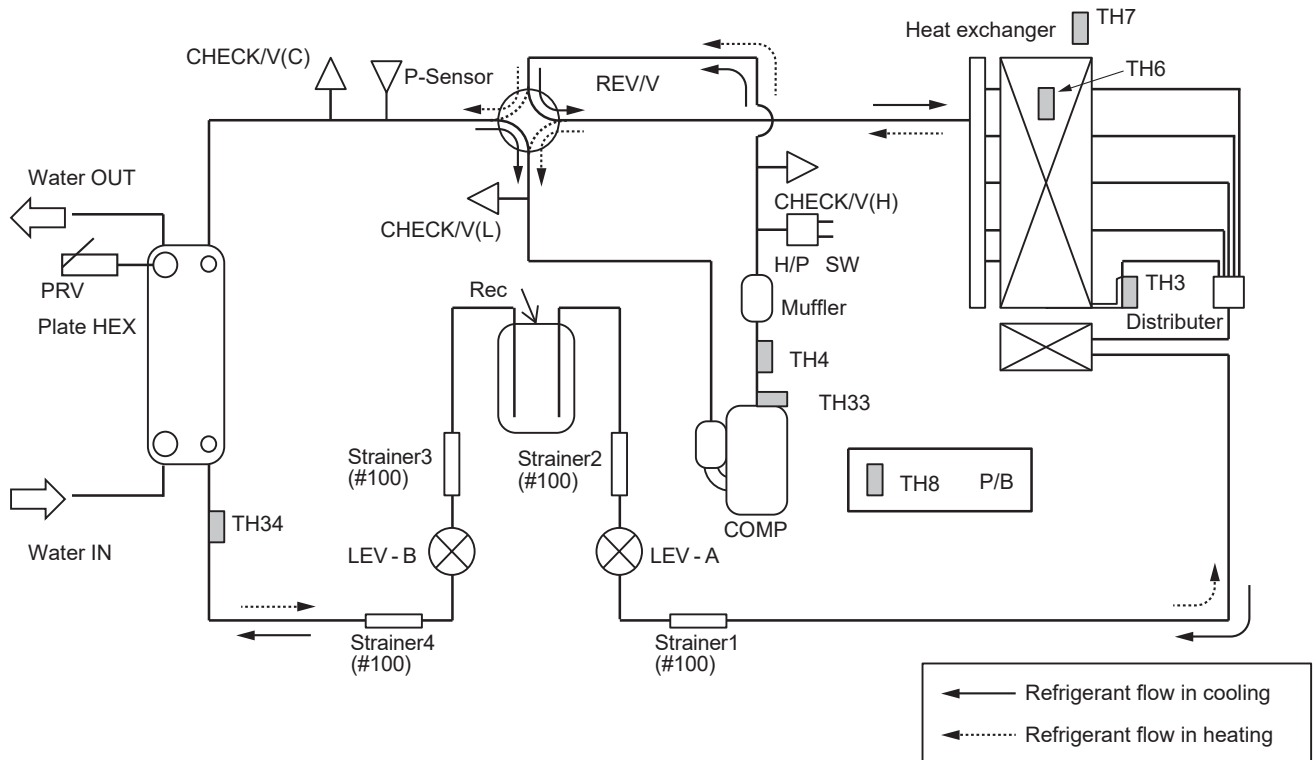 TH7
Heat exchanger
CHECK/V(C)
P-Sensor
REV/V
TH6
Water OUT
CHECK/V(H)
CHECK/V(L)
H/P SW
PRV
Rec
TH3
Muffler
Plate HEX
Distributer
TH4
TH33
Strainer3
(#100)
Strainer2
(#100)
TH8
P/B
TH34
COMP
Water IN
LEV - B
LEV - A
Strainer4
(#100)
Strainer1
(#100)
Refrigerant flow in cooling
Refrigerant flow in heating